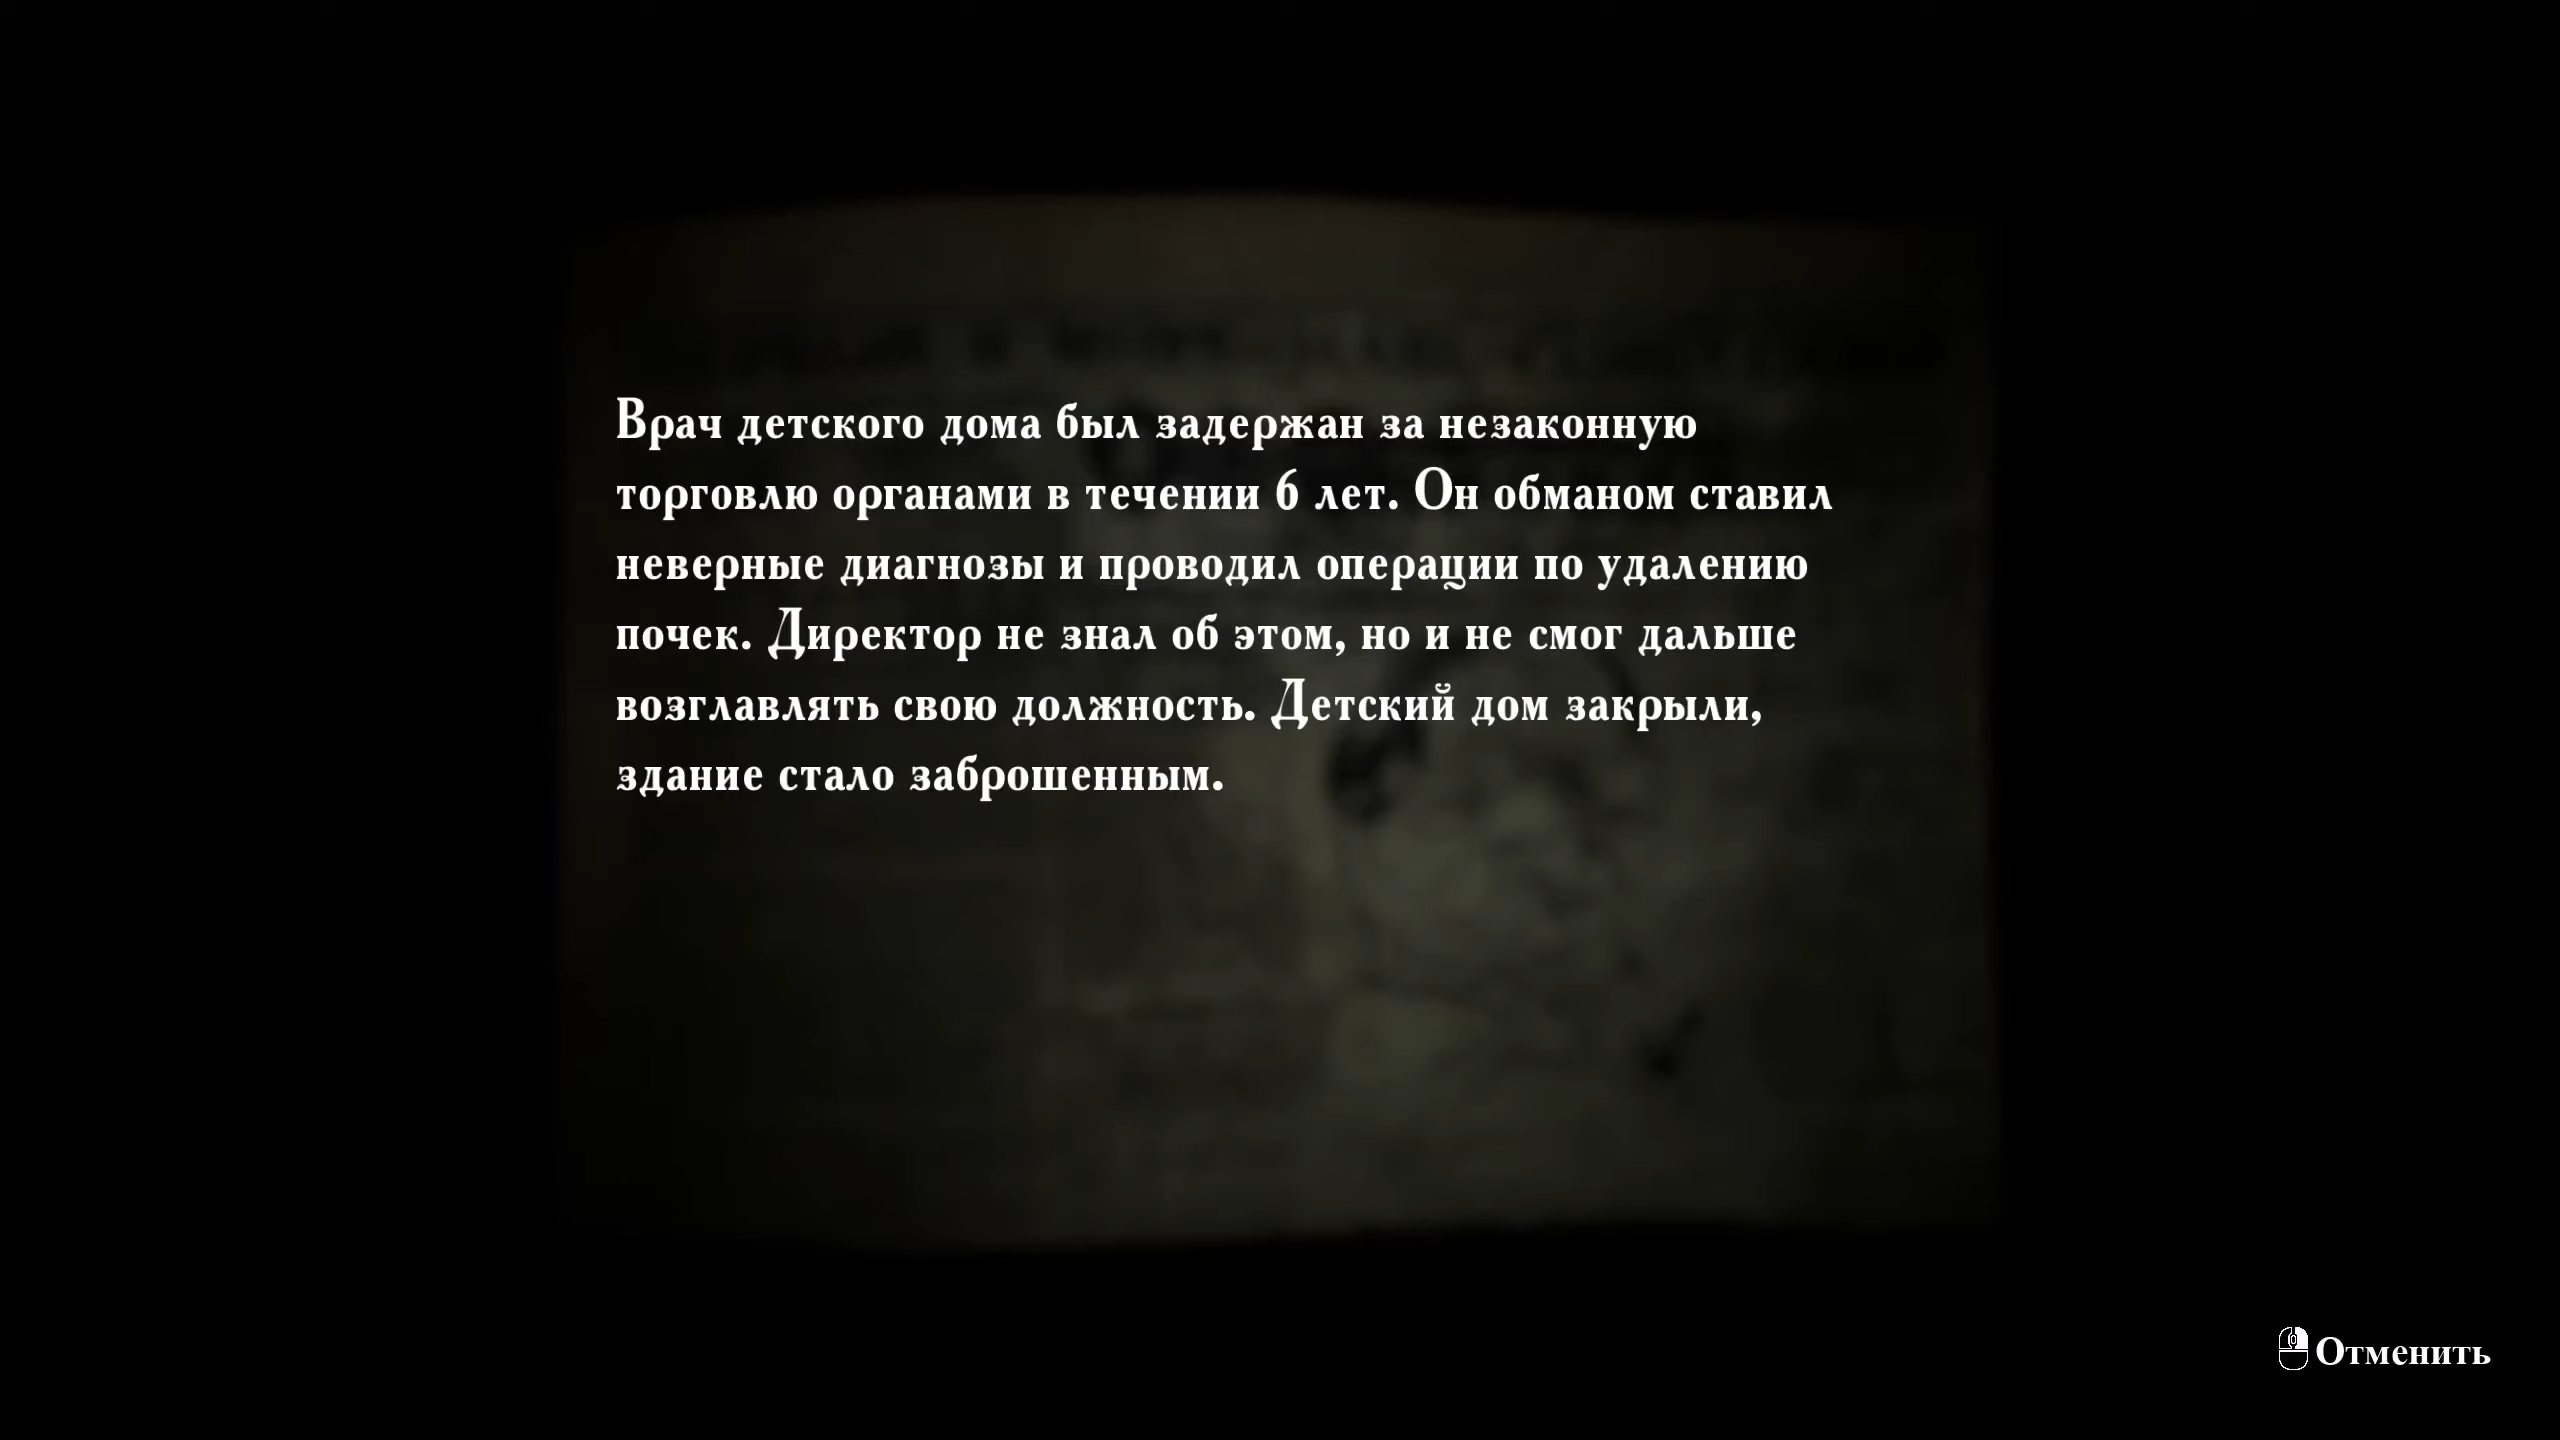 Врач детского дома был задержан за незаконную
торговлю органами в течении 6 лет. Он обманом ставил
неверные диагнозы и проводил операции по удалению
почек. Директор не знал об этом, но и не смог дальше
возглавлять свою должность. Детский дом закрыли,
здание стало заброшенным.
Отменить